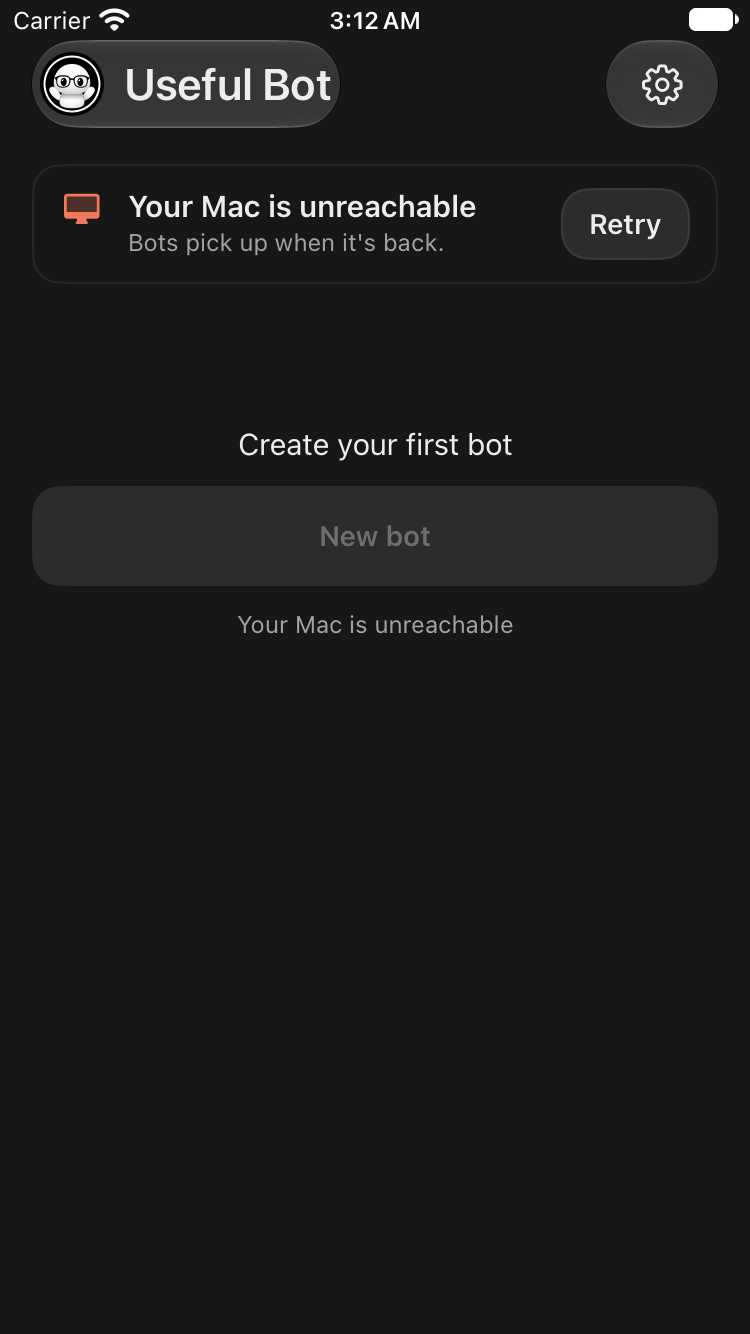 Carrier
3:12 AM
Useful Bot
Your Mac is unreachable
Bots pick up when it's back.
Retry
Create your first bot
New bot
Your Mac is unreachable